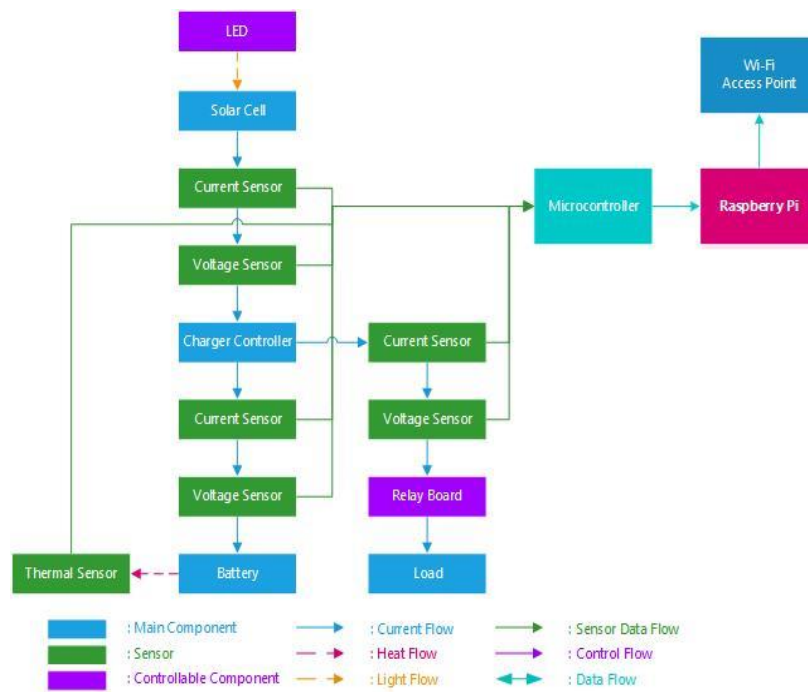 LED
Solar Cell
Current Sensor
Voltage Sensor
Charger Controller
Current Sensor
Voltage Sensor
Battery
Thermal Sensor
Current Sensor
Voltage Sensor
Relay Board
Load
Microcontroller
Raspberry Pi
Wi-Fi
Access Point
: Main Component
: Sensor
: Controllable Component
: Current Flow
: Heat Flow
: Light Flow
: Sensor Data Flow
: Control Flow
: Data Flow